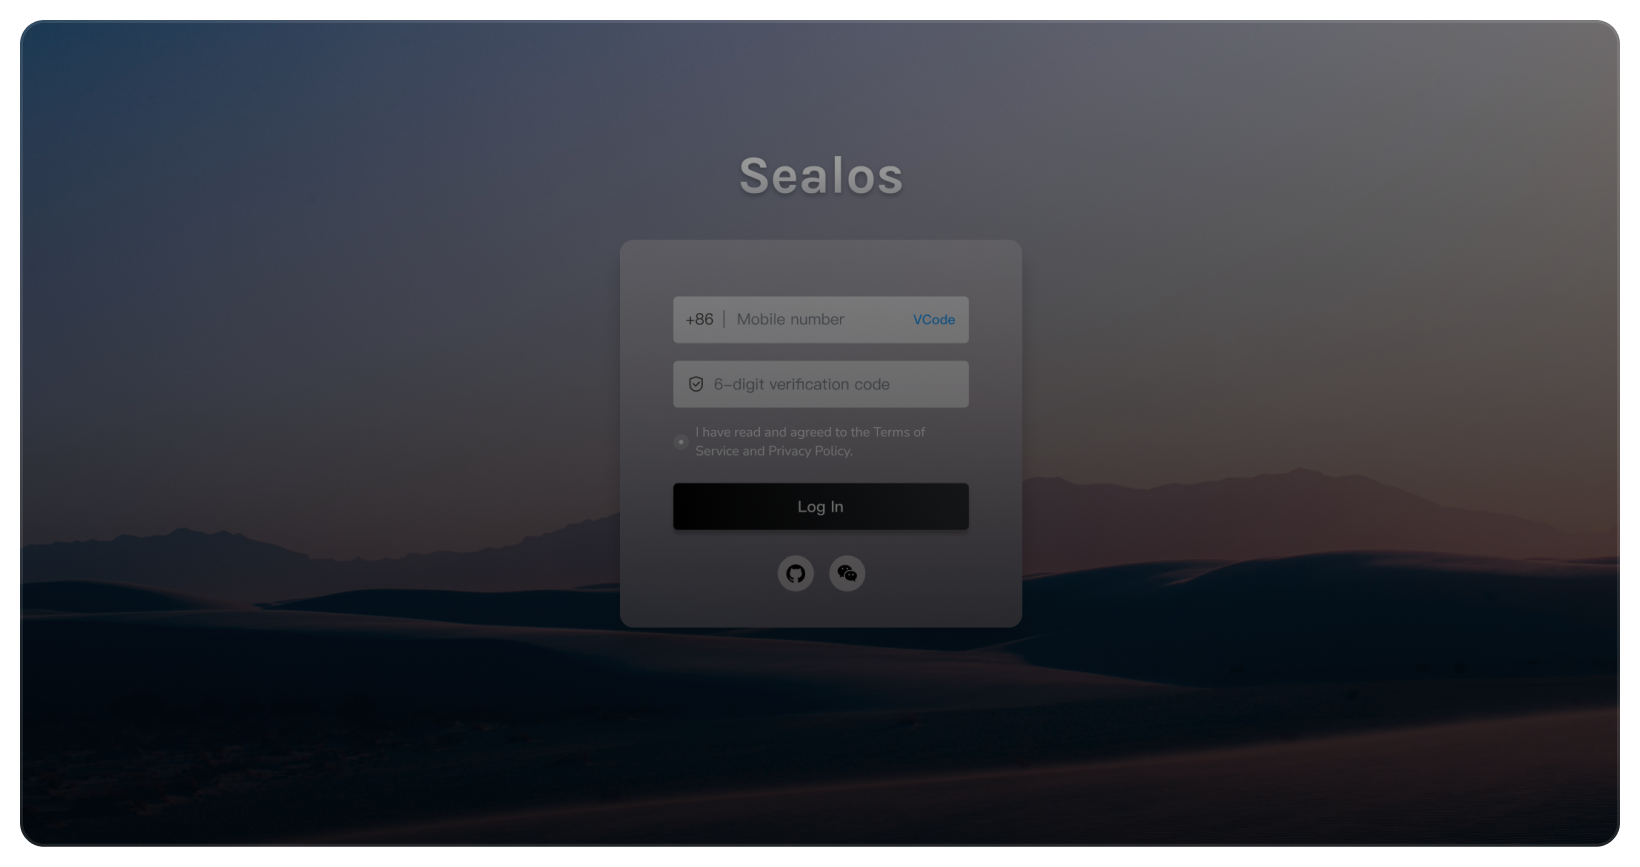 Sealos
+86 Mobile number VCode
6-digit verification code
I have read and agreed to the Terms of
Service and Privacy Policy.
Log In